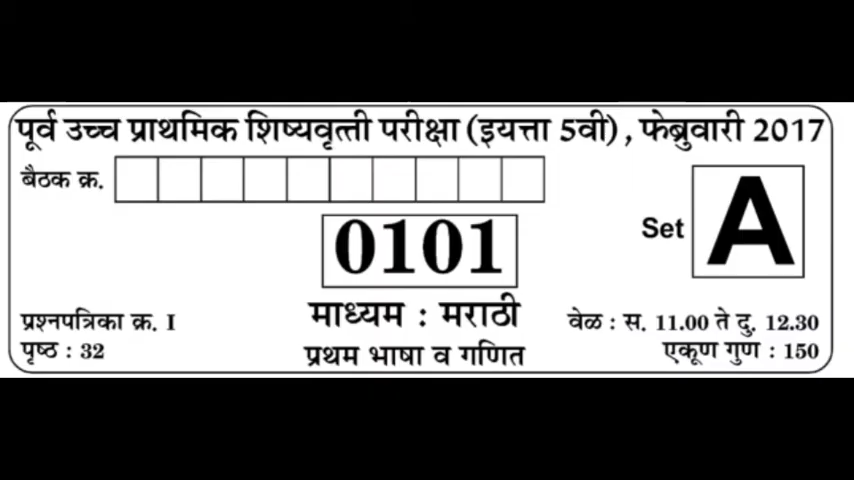 पूर्व उच्च प्राथमिक शिष्यवृत्ती परीक्षा (इयत्ता 5वी) , फेब्रुवारी 2017
बैठक क्र.
0101
Set A
प्रश्नपत्रिका क्र. I
माध्यम : मराठी
वेळ : स. 11.00 ते दु. 12.30
पृष्ठ : 32
प्रथम भाषा व गणित
एकूण गुण : 150